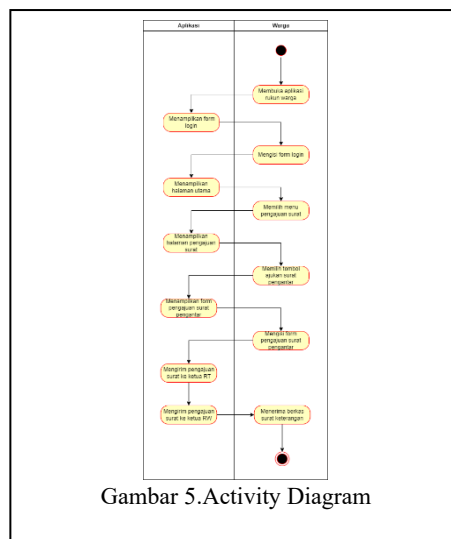 Aplikasi
Warga
Membuka aplikasi
rukun warga
Menampilkan form
login
Mengisi form login
Menampilkan
halaman utama
Memilih menu
pengajuan surat
Menampilkan
halaman pengajuan
surat
Memilih tombol
ajukan surat
pengantar
Menampilkan form
pengajuan surat
pengantar
Mengisi form
pengajuan surat
pengantar
Mengirim pengajuan
surat ke ketua RT
Mengirim pengajuan
surat ke ketua RW
Menerima berkas
surat keterangan
Gambar 5.Activity Diagram